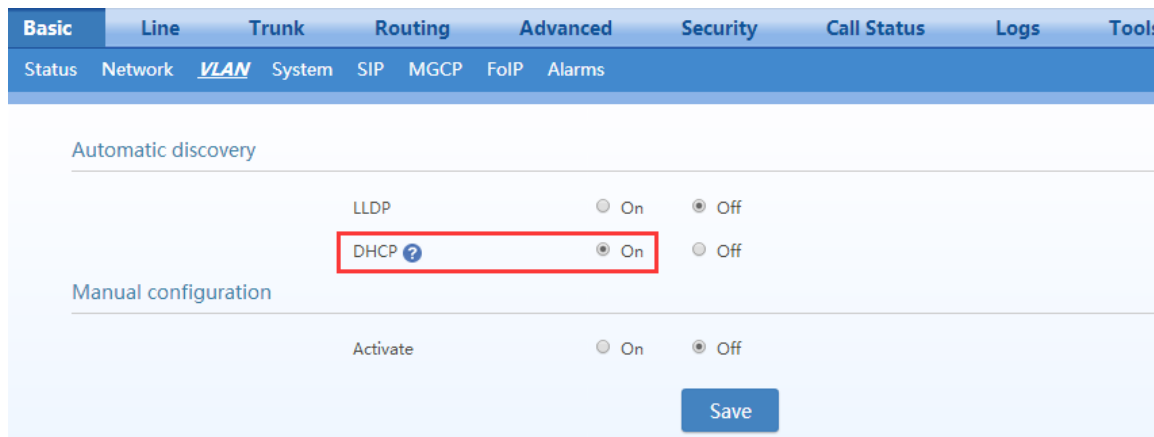 Basic Line Trunk Routing Advanced Security Call Status Logs Tools
Status Network VLAN System SIP MGCP FoIP Alarms
Automatic discovery
LLDP On Off
DHCP ? On Off
Manual configuration
Activate On Off
Save